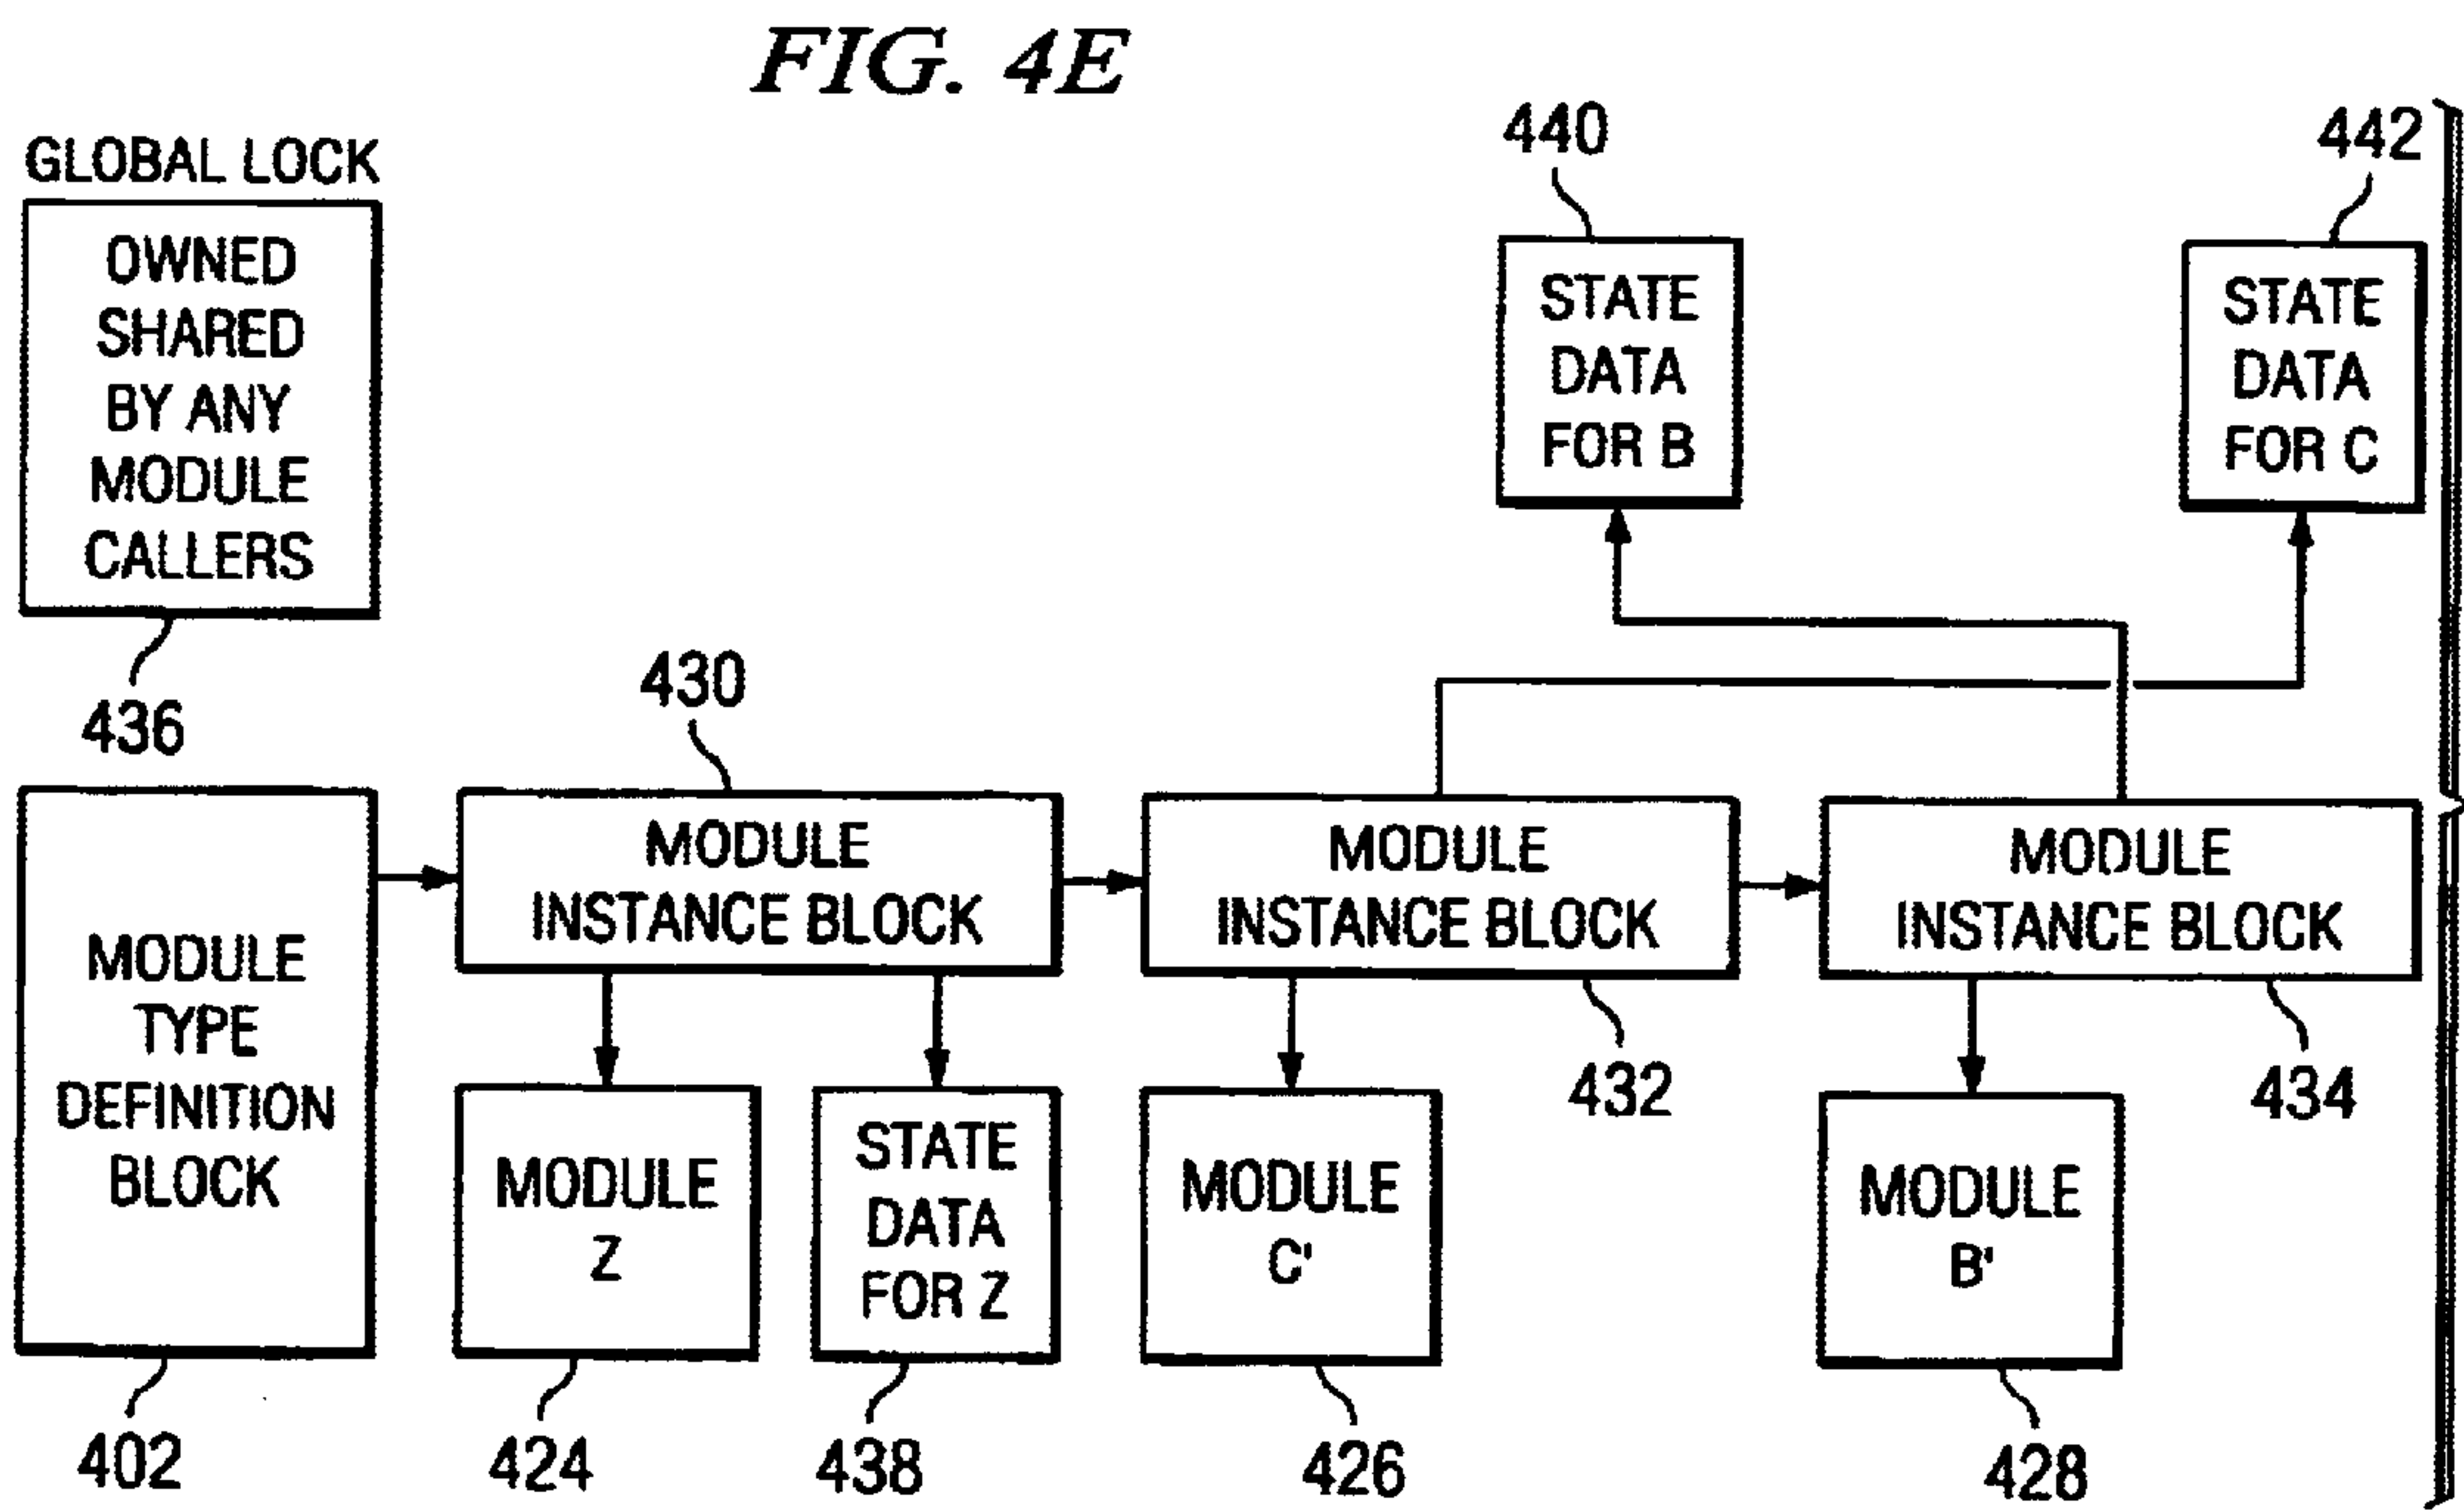 FIG. 4E
GLOBAL LOCK
OWNED
SHARED
BY ANY
MODULE
CALLERS
436
440
STATE
DATA
FOR B
442
STATE
DATA
FOR C
430
MODULE
TYPE
DEFINITION
BLOCK
402
MODULE
INSTANCE BLOCK
MODULE
INSTANCE BLOCK
432
MODULE
INSTANCE BLOCK
434
MODULE
Z
424
STATE
DATA
FOR Z
438
MODULE
C'
426
MODULE
B'
428